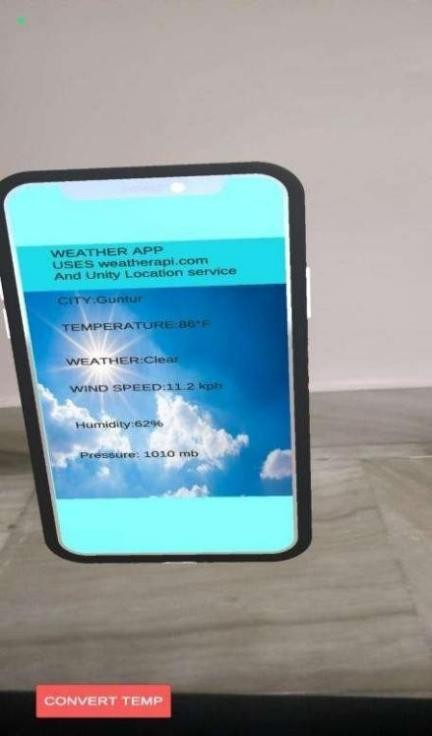 WEATHER APP
USES weatherapi.com
And Unity Location service
CITY:Guntur
TEMPERATURE:86°F
WEATHER:Clear
WIND SPEED:11.2 kph
Humidity:62%
Pressure: 1010 mb
CONVERT TEMP